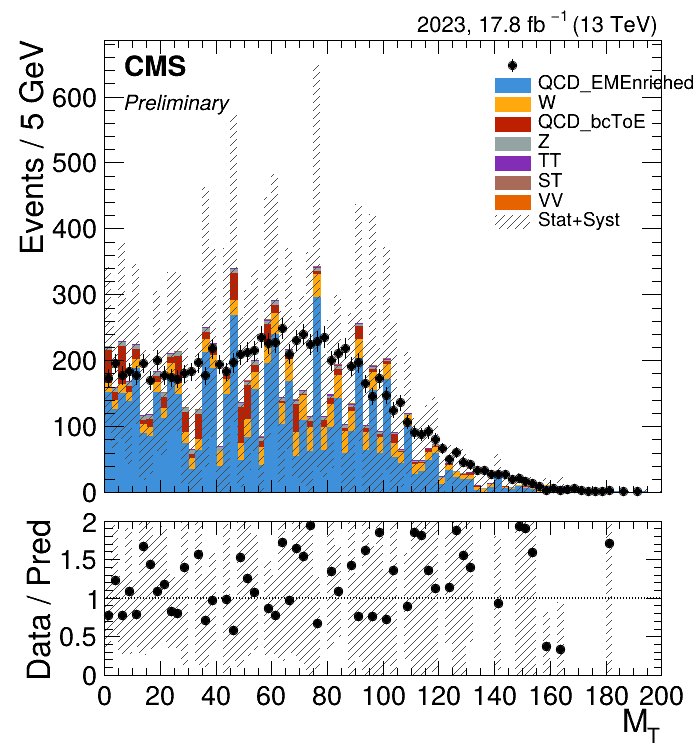 2023, 17.8 fb⁻¹ (13 TeV)
CMS
Preliminary
QCD_EMEnriched
W
QCD_bcToE
Z
TT
ST
VV
Stat+Syst
Events / 5 GeV
600
500
400
300
200
100
0
Data / Pred
2
1.5
1
0.5
0
0 20 40 60 80 100 120 140 160 180 200
M_T